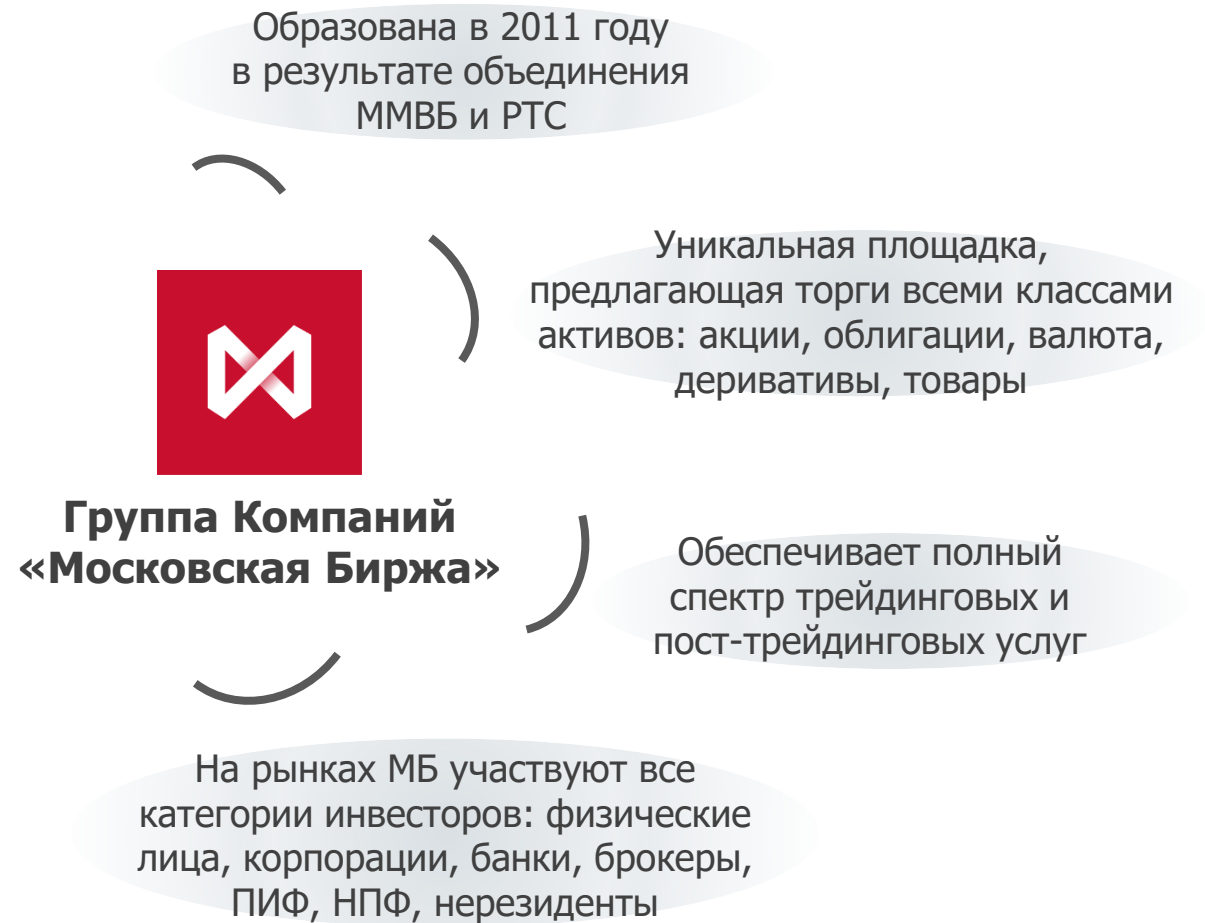 Образована в 2011 году
в результате объединения
ММВБ и РТС
Уникальная площадка,
предлагающая торги всеми классами
активов: акции, облигации, валюта,
деривативы, товары
Группа Компаний
«Московская Биржа»
Обеспечивает полный
спектр трейдинговых и
пост-трейдинговых услуг
На рынках МБ участвуют все
категории инвесторов: физические
лица, корпорации, банки, брокеры,
ПИФ, НПФ, нерезиденты